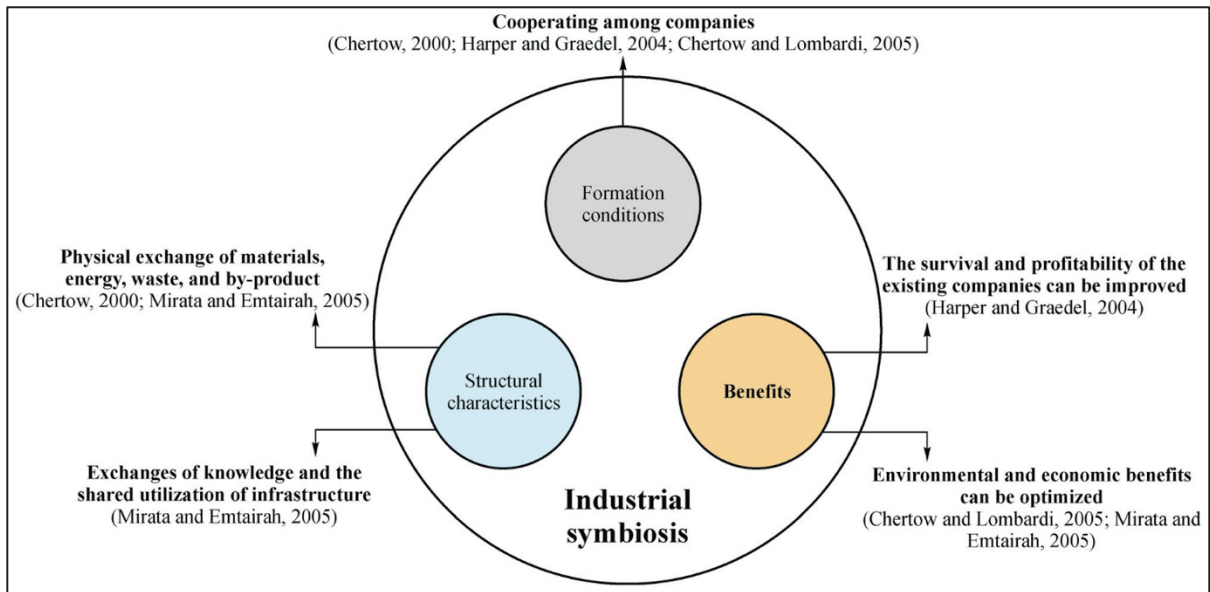 Cooperating among companies
(Chertow, 2000; Harper and Graedel, 2004; Chertow and Lombardi, 2005)
Formation
conditions
Physical exchange of materials,
energy, waste, and by-product
(Chertow, 2000; Mirata and Emtairah, 2005)
The survival and profitability of the
existing companies can be improved
(Harper and Graedel, 2004)
Structural
characteristics
Benefits
Exchanges of knowledge and the
shared utilization of infrastructure
(Mirata and Emtairah, 2005)
Industrial
symbiosis
Environmental and economic benefits
can be optimized
(Chertow and Lombardi, 2005; Mirata and
Emtairah, 2005)